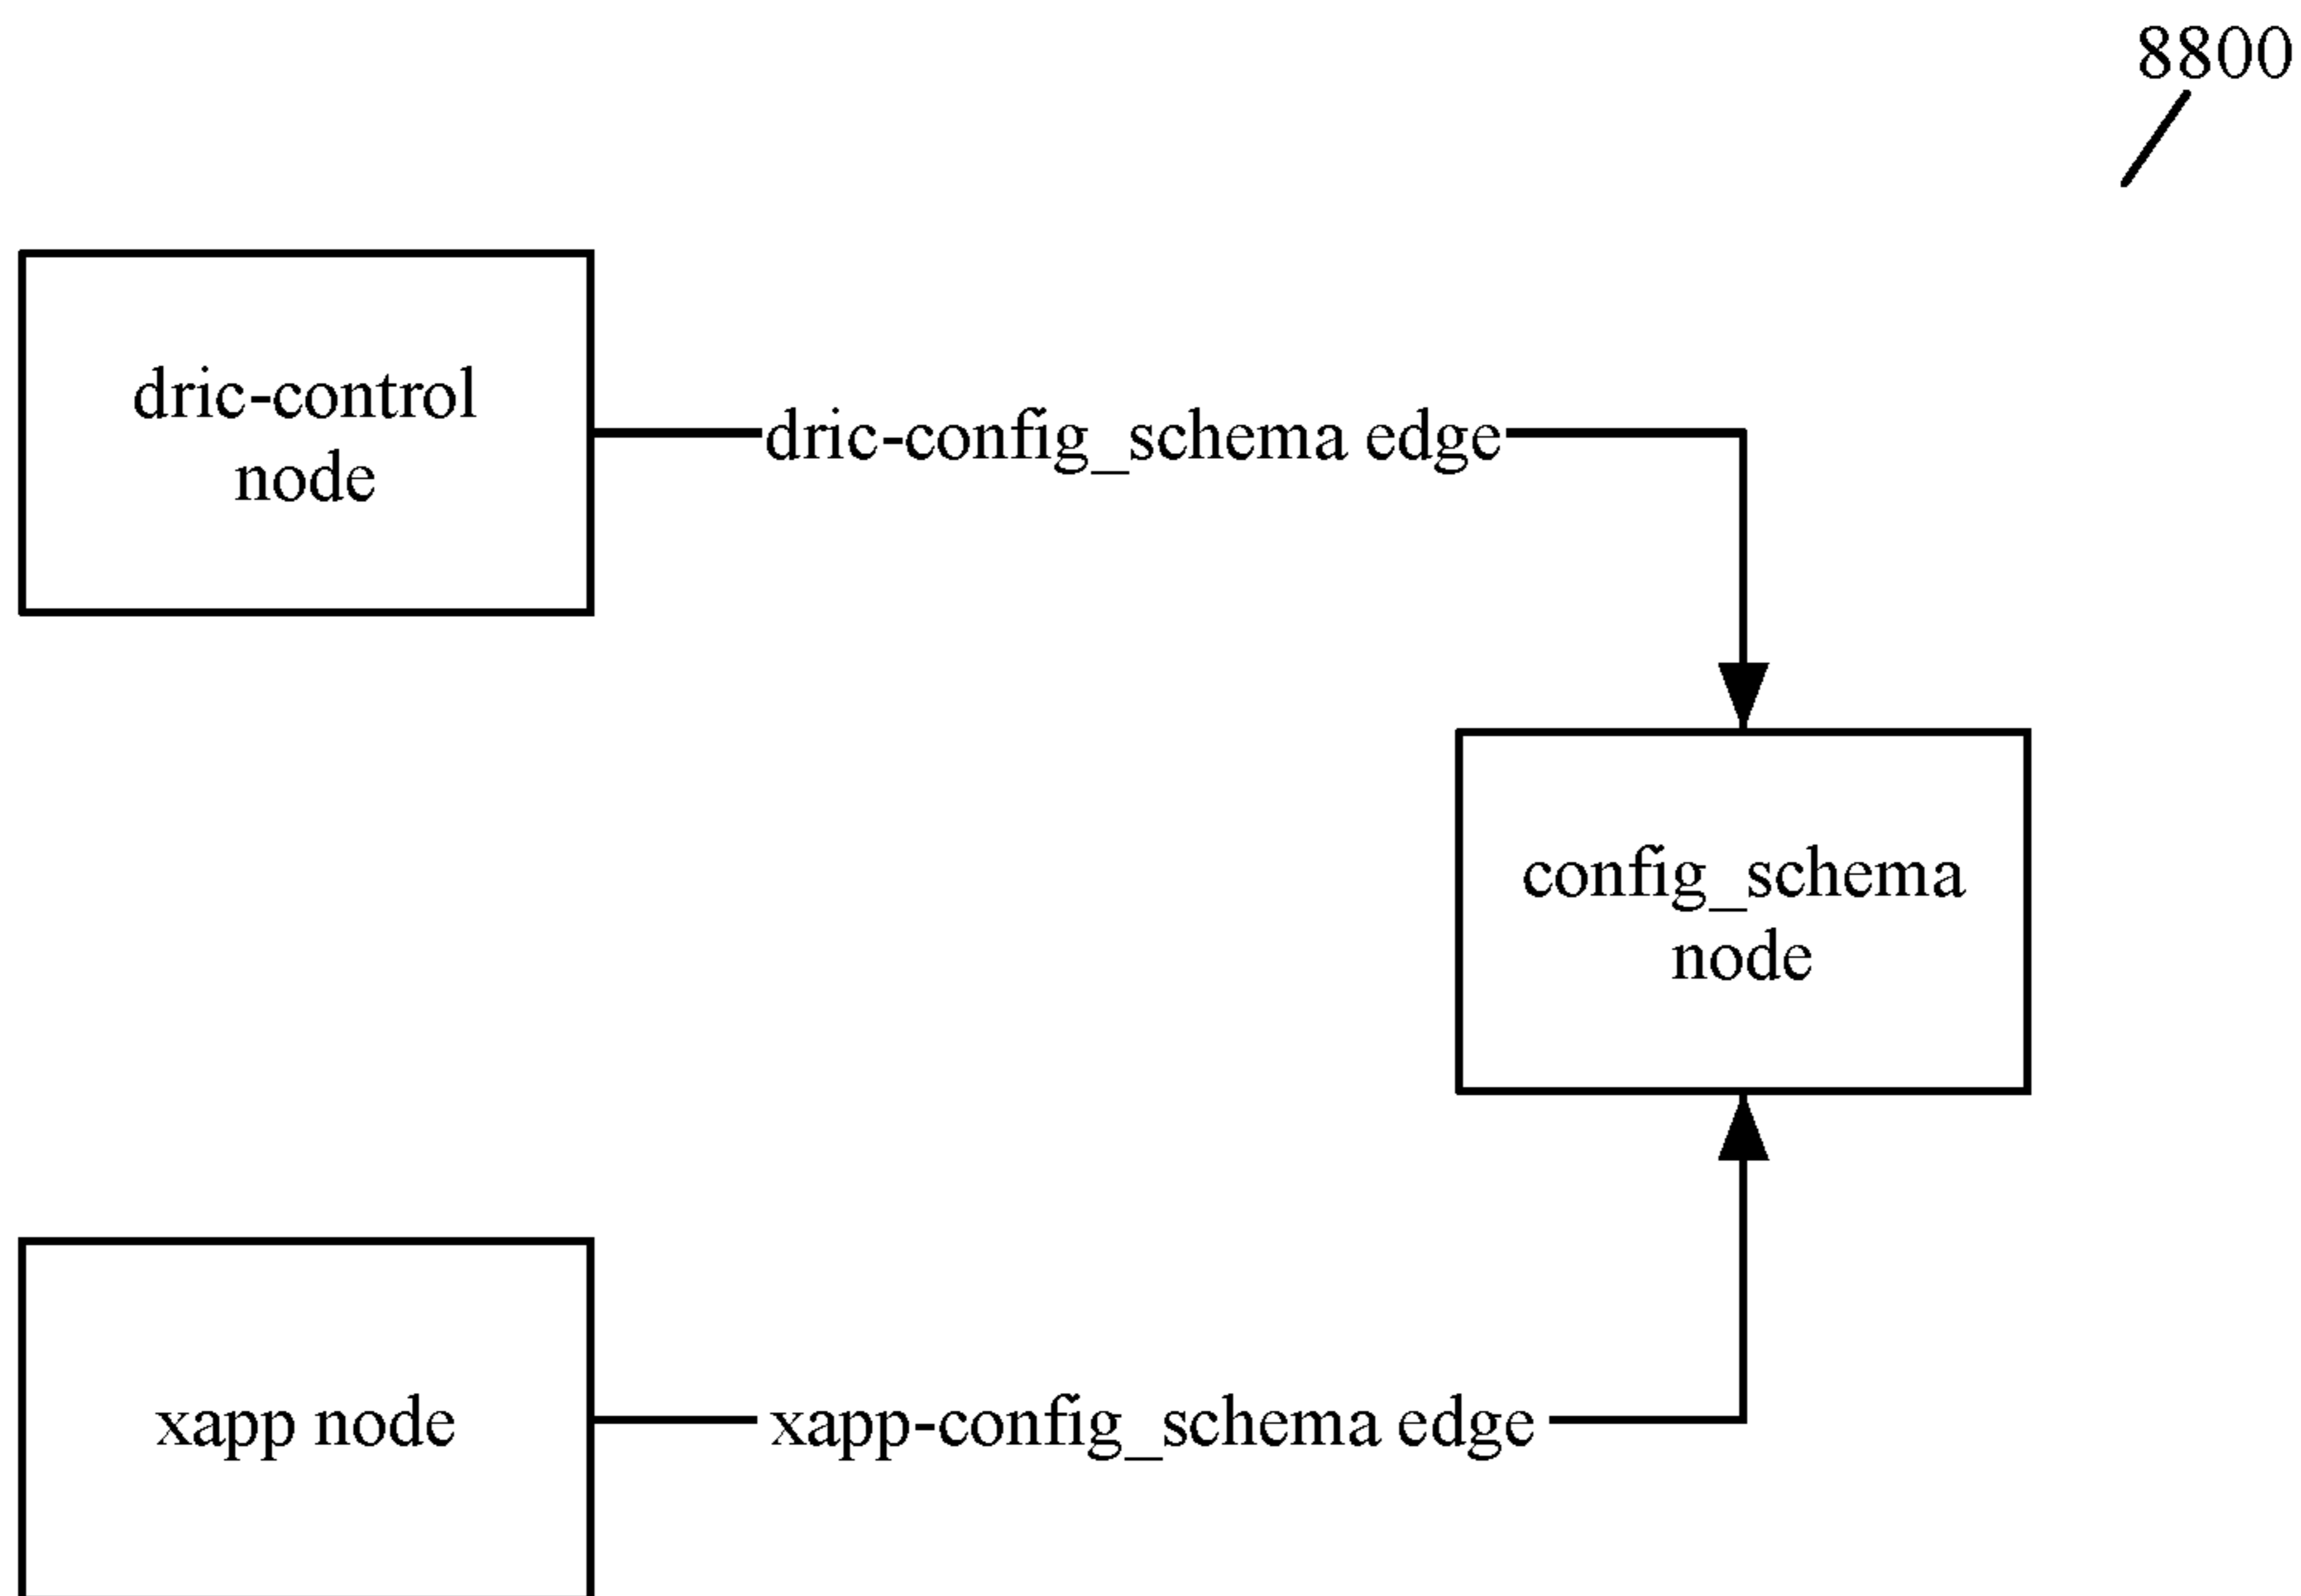 8800
dric-control
node
dric-config_schema edge
config_schema
node
xapp node
xapp-config_schema edge